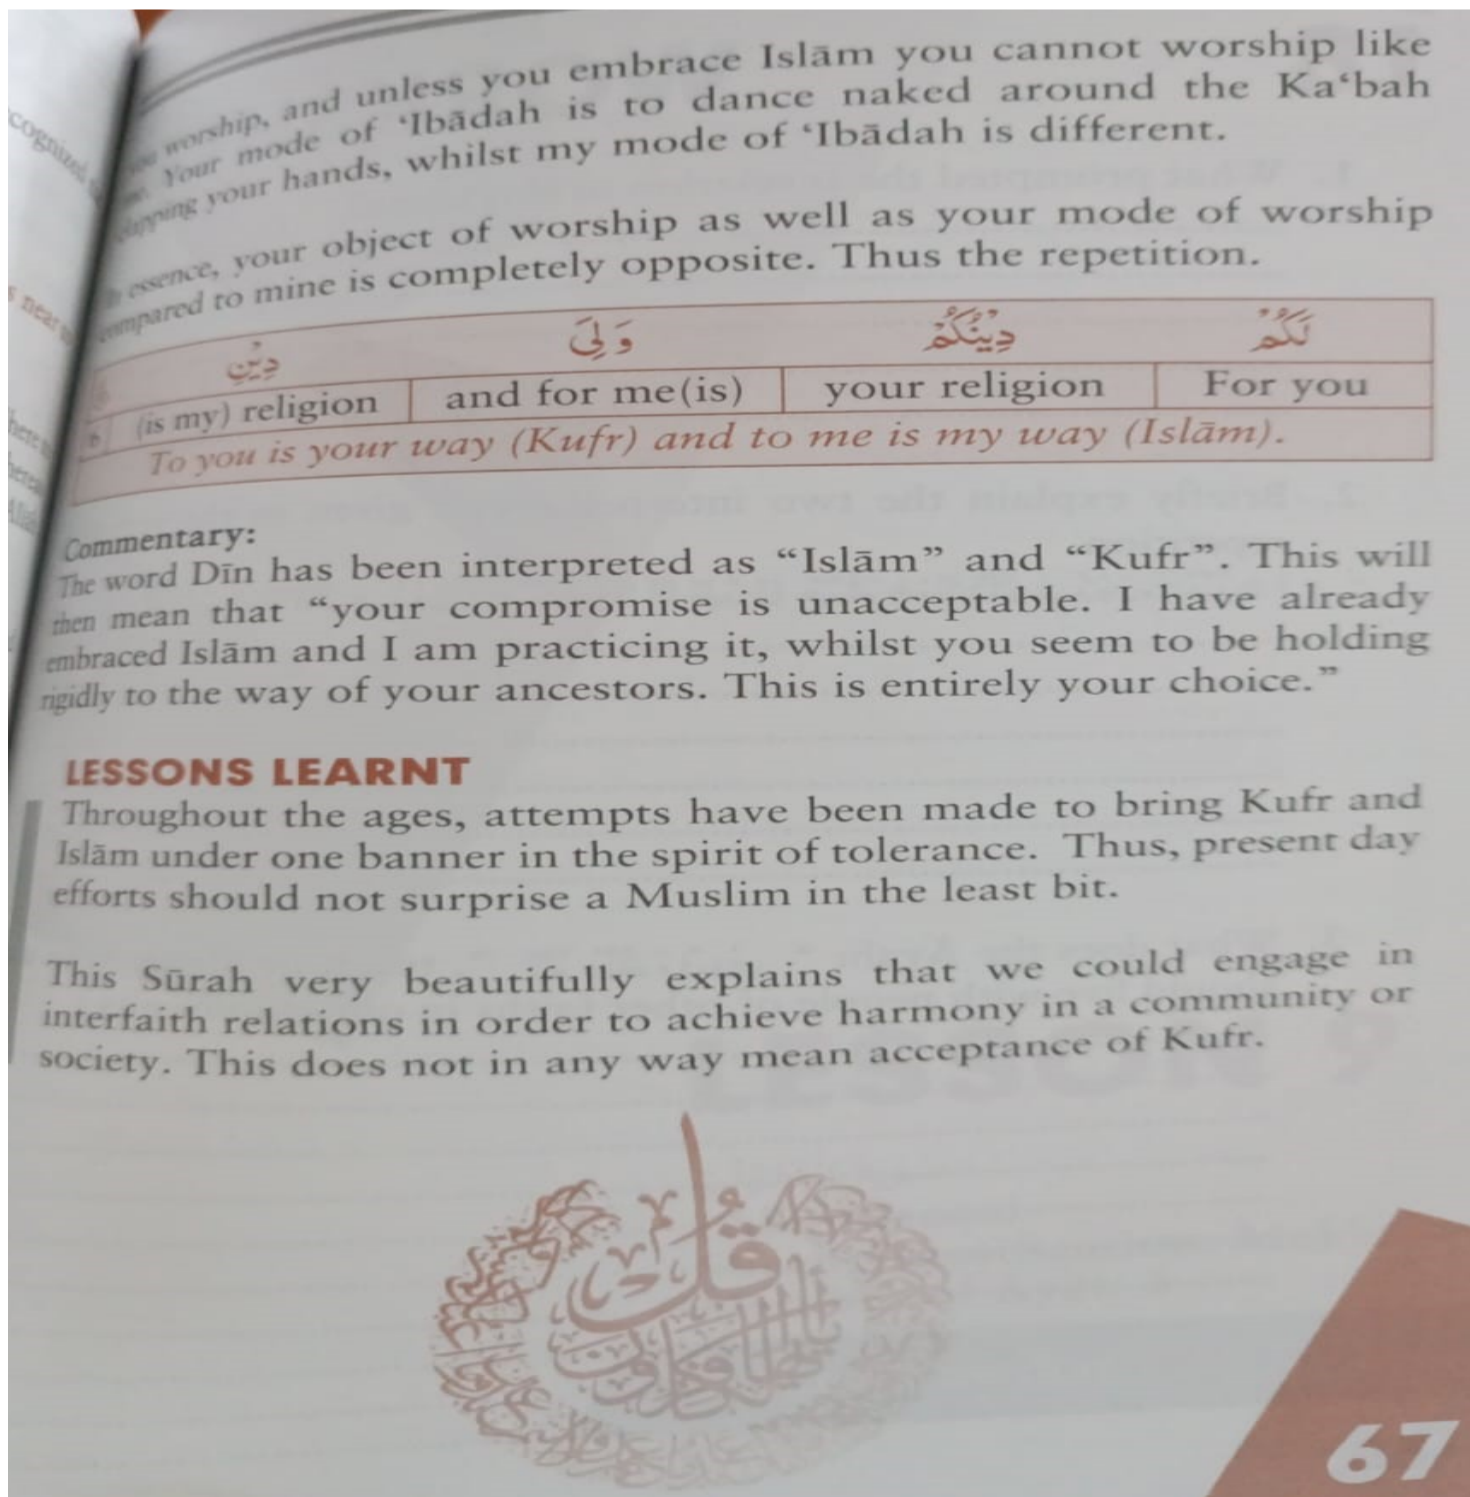 you worship, and unless you embrace Islām you cannot worship like
me. Your mode of ‘Ibādah is to dance naked around the Ka‘bah
clapping your hands, whilst my mode of ‘Ibādah is different.
In essence, your object of worship as well as your mode of worship
compared to mine is completely opposite. Thus the repetition.
لَكُمْ دِيْنُكُمْ وَلِيَ دِيْنِ
6 (is my) religion and for me(is) your religion For you
To you is your way (Kufr) and to me is my way (Islām).
Commentary:
The word Dīn has been interpreted as “Islām” and “Kufr”. This will
then mean that “your compromise is unacceptable. I have already
embraced Islām and I am practicing it, whilst you seem to be holding
rigidly to the way of your ancestors. This is entirely your choice.”
LESSONS LEARNT
Throughout the ages, attempts have been made to bring Kufr and
Islām under one banner in the spirit of tolerance. Thus, present day
efforts should not surprise a Muslim in the least bit.
This Sūrah very beautifully explains that we could engage in
interfaith relations in order to achieve harmony in a community or
society. This does not in any way mean acceptance of Kufr.
قُلْ
67